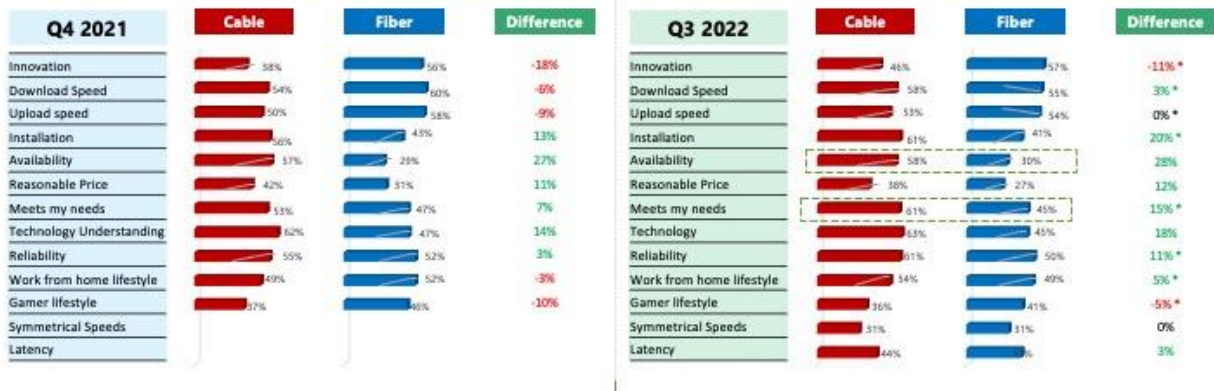 Q4 2021 Cable Fiber Difference
Innovation 38% 56% -18%
Download Speed 54% 60% -6%
Upload speed 50% 58% -9%
Installation 56% 43% 13%
Availability 57% 29% 27%
Reasonable Price 42% 31% 11%
Meets my needs 53% 47% 7%
Technology Understanding 62% 47% 14%
Reliability 55% 52% 3%
Work from home lifestyle 49% 52% -3%
Gamer lifestyle 37% 46% -10%
Symmetrical Speeds
Latency
Q3 2022 Cable Fiber Difference
Innovation 46% 57% -11% *
Download Speed 58% 55% 3% *
Upload speed 53% 54% 0% *
Installation 61% 41% 20% *
Availability 58% 30% 28%
Reasonable Price 38% 27% 12%
Meets my needs 61% 45% 15% *
Technology 63% 45% 18%
Reliability 61% 50% 11% *
Work from home lifestyle 54% 49% 5% *
Gamer lifestyle 36% 41% -5% *
Symmetrical Speeds 31% 31% 0%
Latency 44% 3%